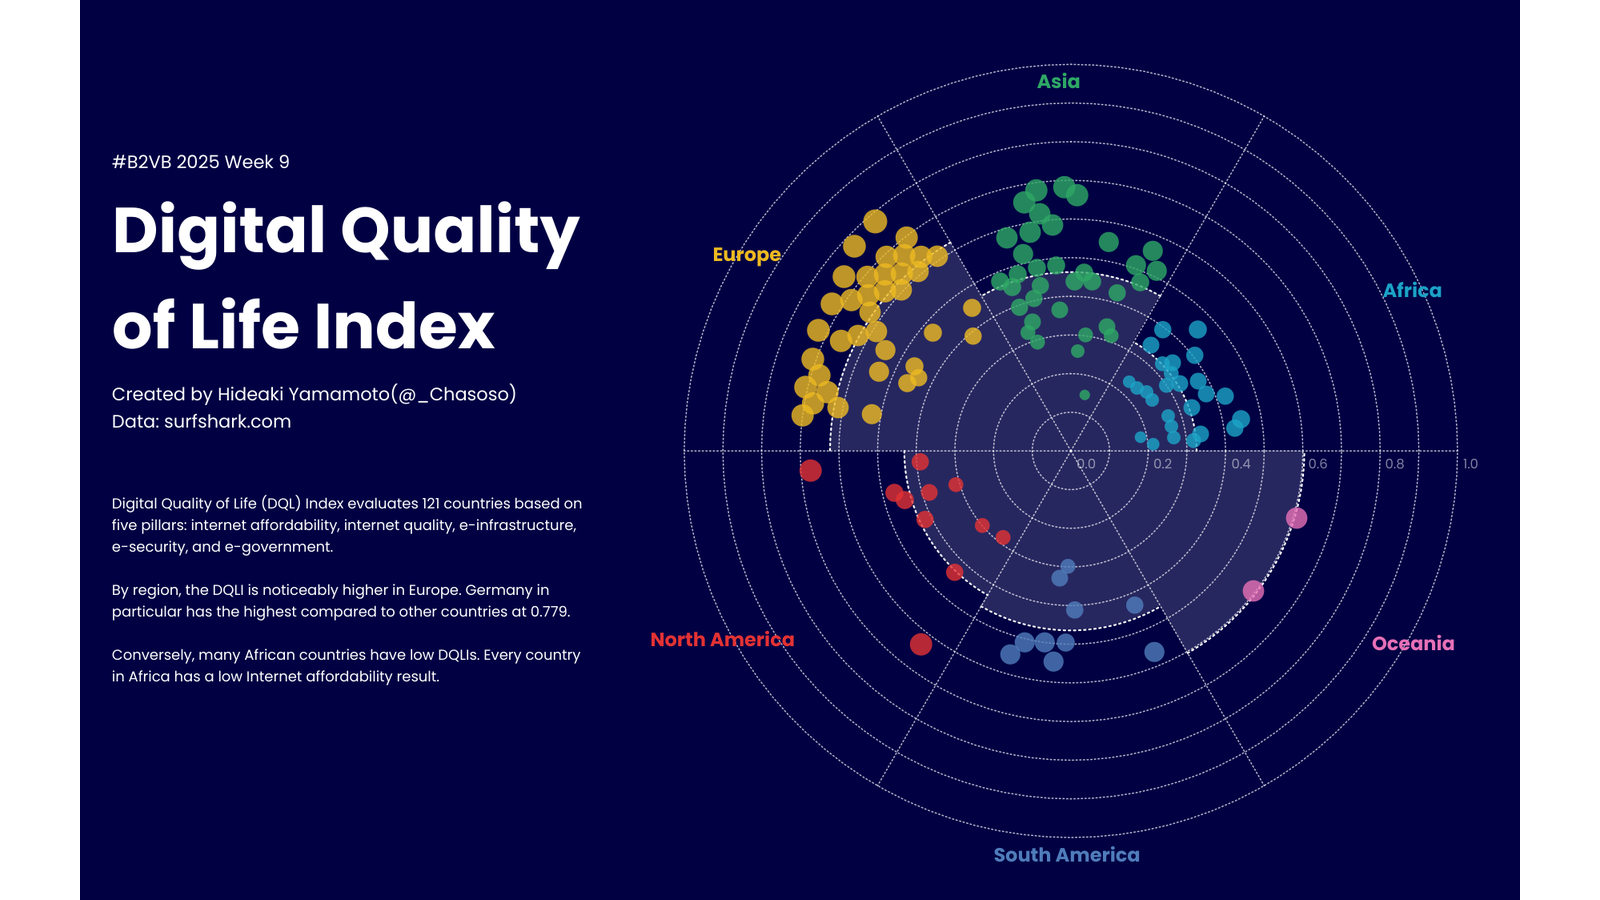 #B2VB 2025 Week 9
Digital Quality
of Life Index
Created by Hideaki Yamamoto(@_Chasoso)
Data: surfshark.com
Digital Quality of Life (DQL) Index evaluates 121 countries based on
five pillars: internet affordability, internet quality, e-infrastructure,
e-security, and e-government.
By region, the DQLI is noticeably higher in Europe. Germany in
particular has the highest compared to other countries at 0.779.
Conversely, many African countries have low DQLIs. Every country
in Africa has a low Internet affordability result.
Asia
Europe
Africa
0.0 0.2 0.4 0.6 0.8 1.0
North America
Oceania
South America